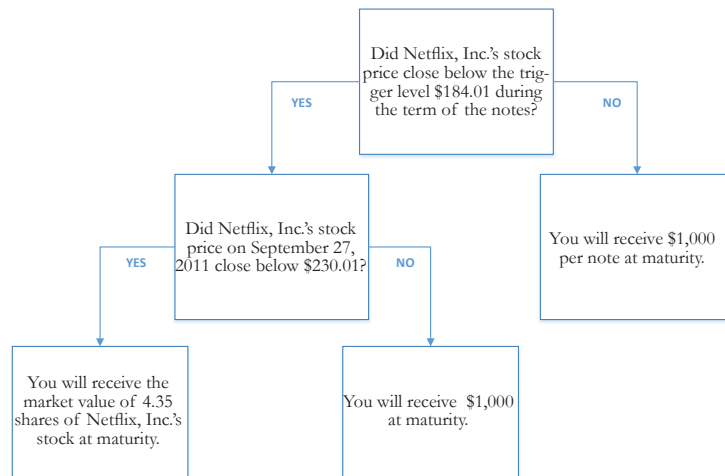 Did Netflix, Inc.'s stock
price close below the trig-
ger level $184.01 during
the term of the notes?
YES
NO
Did Netflix, Inc.'s stock
price on September 27,
2011 close below $230.01?
You will receive $1,000
per note at maturity.
YES
NO
You will receive the
market value of 4.35
shares of Netflix, Inc.'s
stock at maturity.
You will receive $1,000
at maturity.